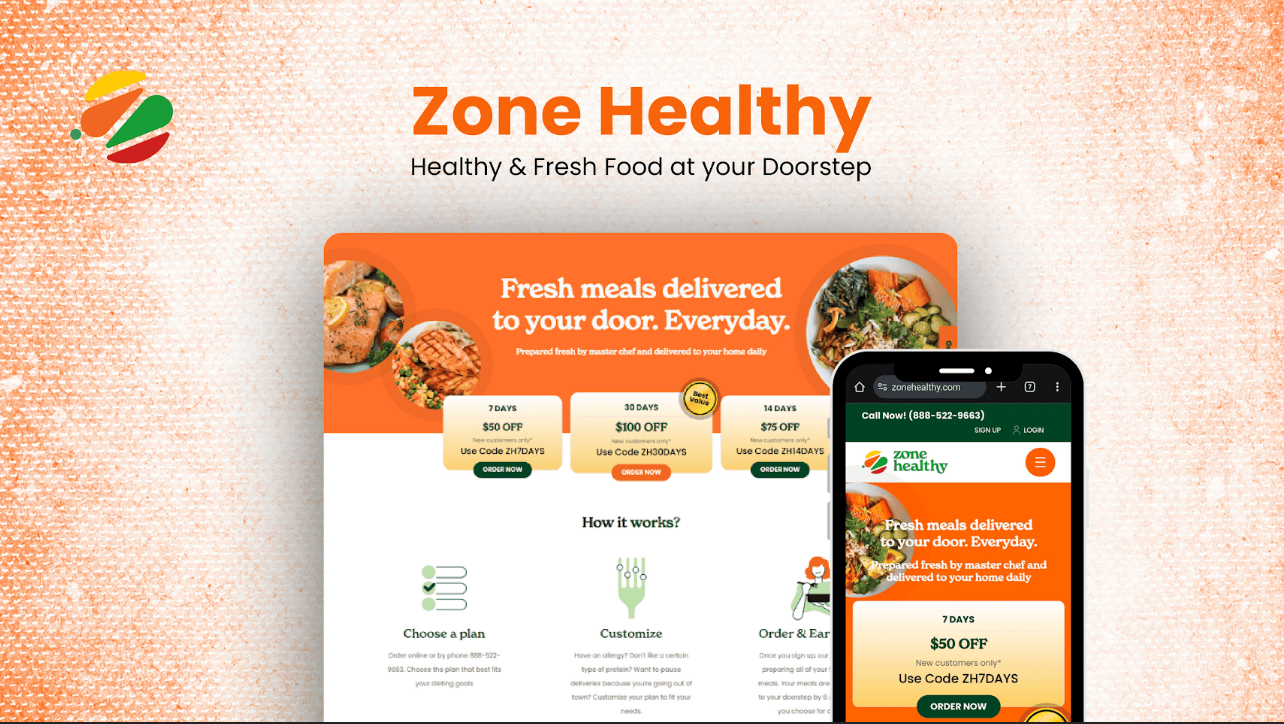 Zone Healthy
Healthy & Fresh Food at your Doorstep
Fresh meals delivered
to your door. Everyday.
Prepared fresh by master chef and delivered to your home daily
Best
Value
7 DAYS
$50 OFF
New customers only*
Use Code ZH7DAYS
ORDER NOW
30 DAYS
$100 OFF
New customers only*
Use Code ZH30DAYS
ORDER NOW
14 DAYS
$75 OFF
New customers only*
Use Code ZH14DAYS
ORDER NOW
How it works?
Choose a plan
Order online or by phone 888-522-
9663. Choose the plan that best fits
your dieting goals
Customize
Have an allergy? Don't like a certain
type of protein? Want to pause
deliveries because you're going out of
town? Customize your plan to fit your
needs.
Order & Ear
Once you sign up, our
preparing all of your
meals. Your meals are
to your doorstep by 6
you choose for
zonehealthy.com
7
Call Now! (888-522-9663)
SIGN UP
LOGIN
zone
healthy
Fresh meals delivered
to your door. Everyday.
Prepared fresh by master chef and
delivered to your home daily
7 DAYS
$50 OFF
New customers only*
Use Code ZH7DAYS
ORDER NOW